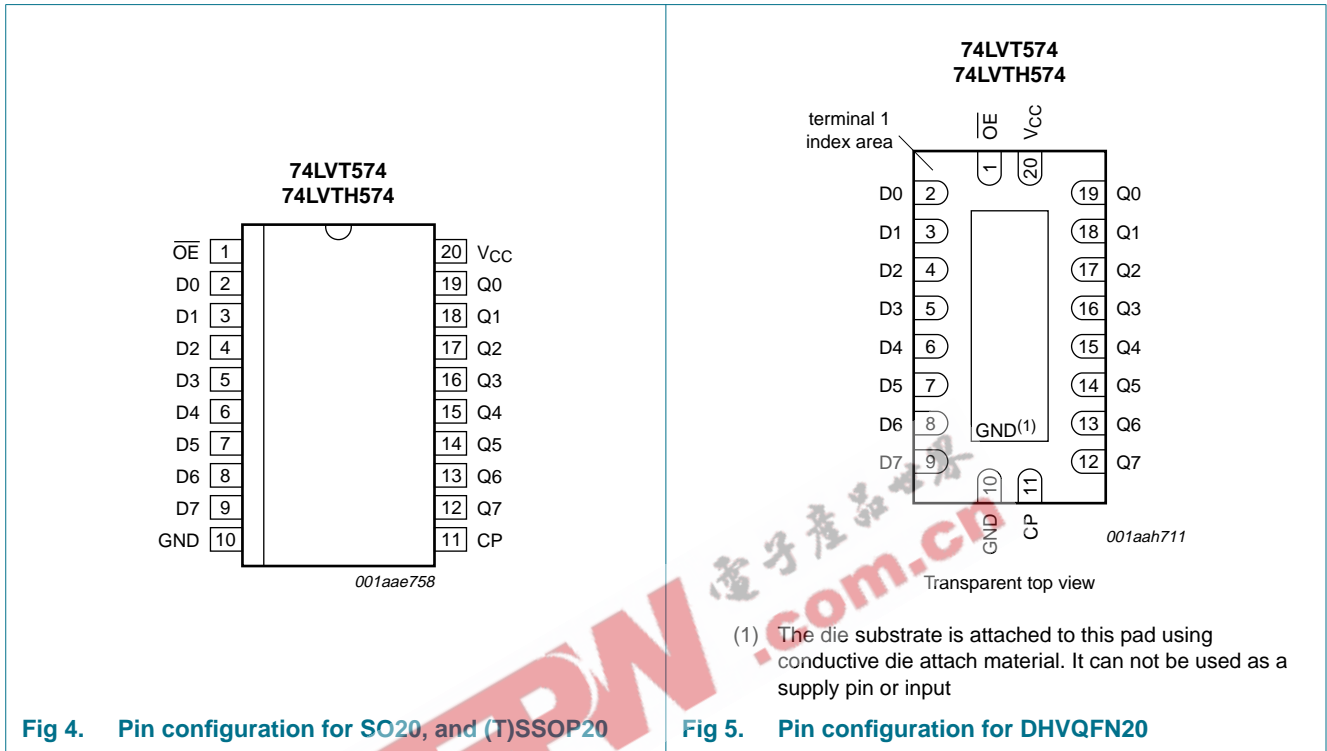 74LVT574
74LVTH574
OE 1
D0 2
D1 3
D2 4
D3 5
D4 6
D5 7
D6 8
D7 9
GND 10
20 VCC
19 Q0
18 Q1
17 Q2
16 Q3
15 Q4
14 Q5
13 Q6
12 Q7
11 CP
001aae758
Fig 4. Pin configuration for SO20, and (T)SSOP20
74LVT574
74LVTH574
terminal 1
index area
OE
VCC
1
20
D0 2
D1 3
D2 4
D3 5
D4 6
D5 7
D6 8
D7 9
19 Q0
18 Q1
17 Q2
16 Q3
15 Q4
14 Q5
13 Q6
12 Q7
GND(1)
10
11
GND
CP
001aah711
Transparent top view
(1) The die substrate is attached to this pad using
conductive die attach material. It can not be used as a
supply pin or input
Fig 5. Pin configuration for DHVQFN20
電子產品世界
.com.cn